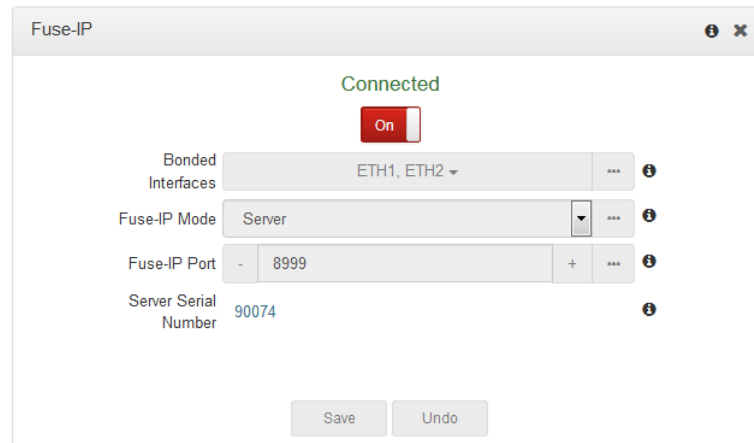 Fuse-IP
Connected
On
Bonded
Interfaces
ETH1, ETH2
Fuse-IP Mode
Server
Fuse-IP Port
- 8999 +
Server Serial
Number
90074
Save Undo